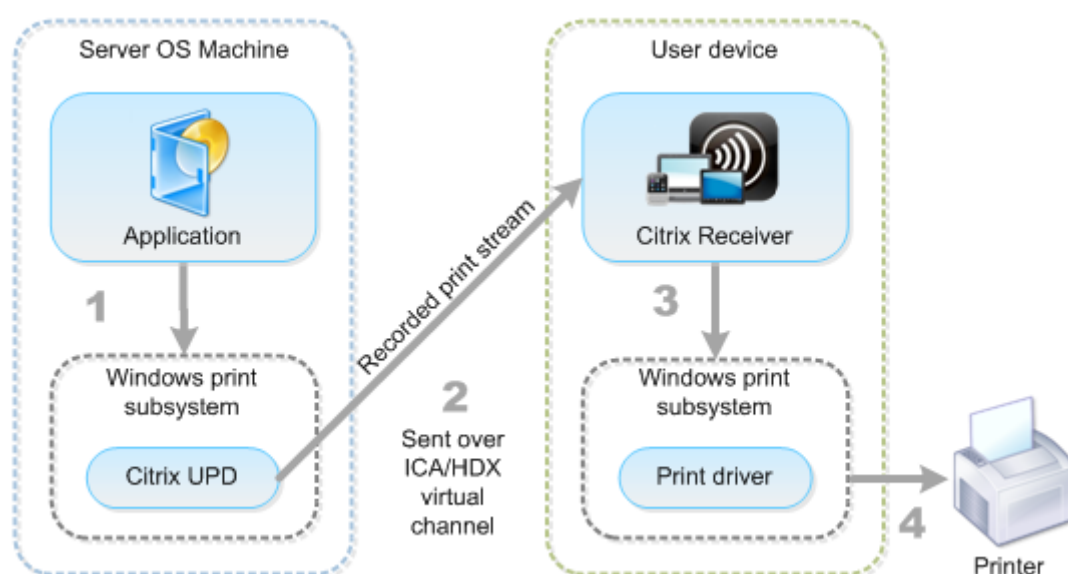 Server OS Machine
Application
1
Windows print
subsystem
Citrix UPD
Recorded print stream
2
Sent over
ICA/HDX
virtual
channel
User device
Citrix Receiver
3
Windows print
subsystem
Print driver
4
Printer